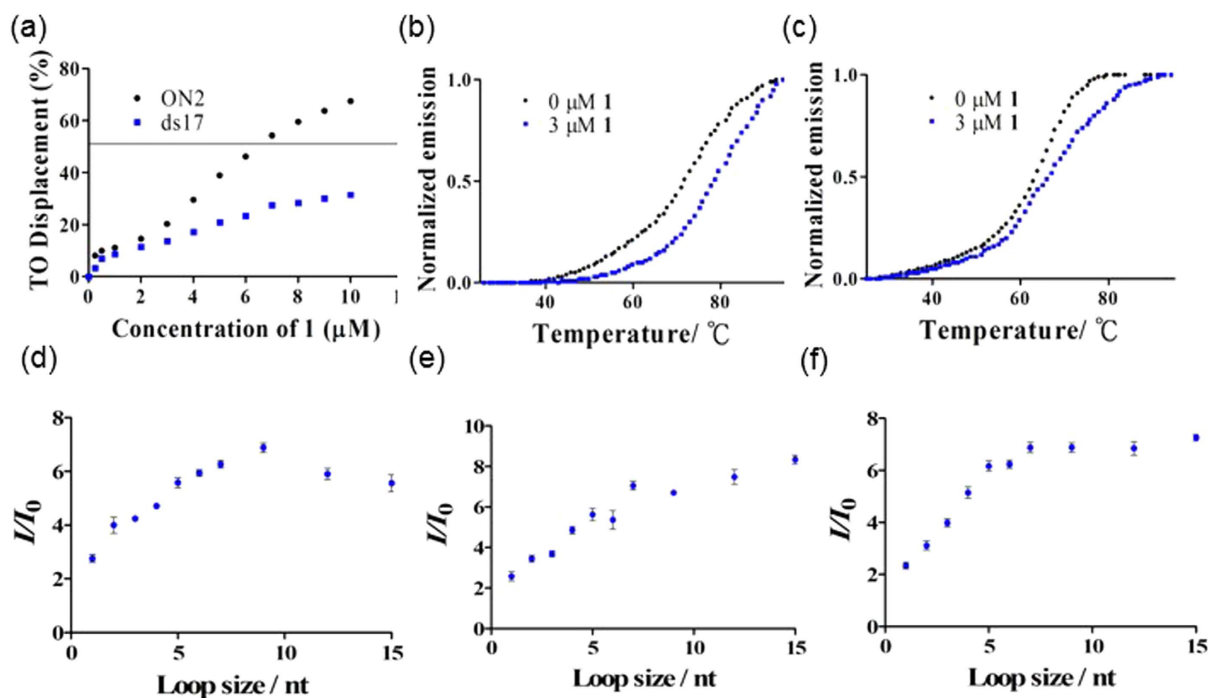 (a)
TO Displacement (%)
80
60
40
20
0
ON2
ds17
0
2
4
6
8
10
1
Concentration of 1 (μM)
(b)
Normalized emission
1.0
0.5
0.0
0 μM 1
3 μM 1
40
60
80
Temperature/ ℃
(c)
Normalized emission
1.0
0.5
0.0
0 μM 1
3 μM 1
40
60
80
Temperature/ ℃
(d)
I/I0
8
6
4
2
0
0
5
10
15
Loop size / nt
(e)
I/I0
10
8
6
4
2
0
0
5
10
15
Loop size / nt
(f)
I/I0
8
6
4
2
0
0
5
10
15
Loop size / nt